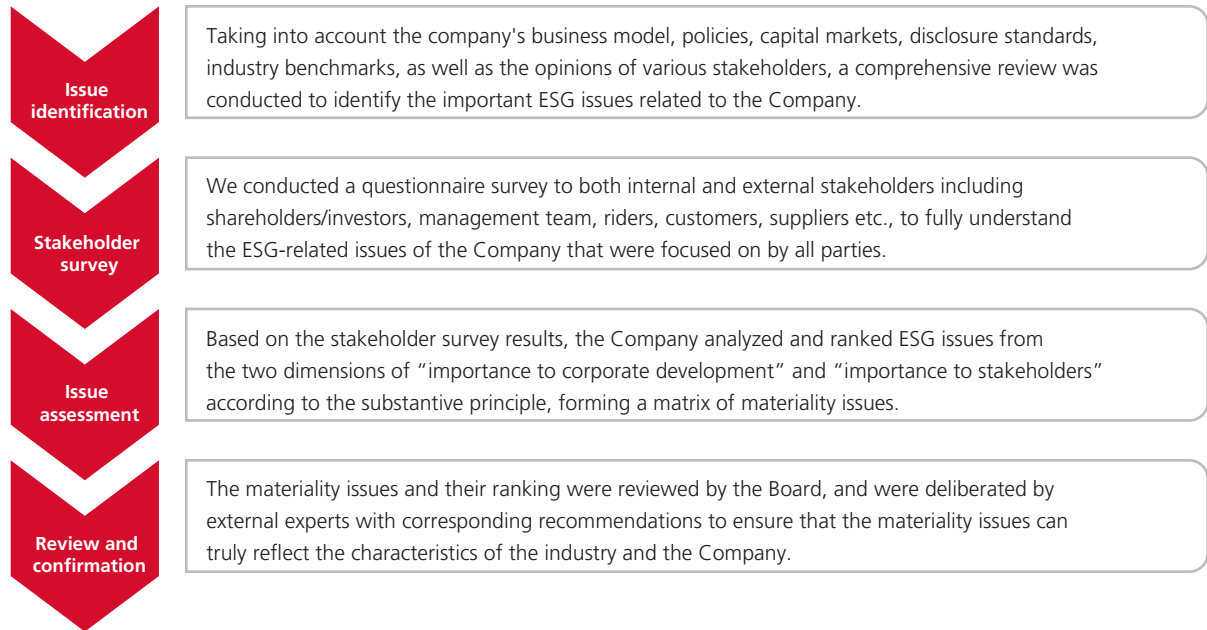 Issue
identification
Taking into account the company's business model, policies, capital markets, disclosure standards,
industry benchmarks, as well as the opinions of various stakeholders, a comprehensive review was
conducted to identify the important ESG issues related to the Company.
Stakeholder
survey
We conducted a questionnaire survey to both internal and external stakeholders including
shareholders/investors, management team, riders, customers, suppliers etc., to fully understand
the ESG-related issues of the Company that were focused on by all parties.
Issue
assessment
Based on the stakeholder survey results, the Company analyzed and ranked ESG issues from
the two dimensions of “importance to corporate development” and “importance to stakeholders”
according to the substantive principle, forming a matrix of materiality issues.
Review and
confirmation
The materiality issues and their ranking were reviewed by the Board, and were deliberated by
external experts with corresponding recommendations to ensure that the materiality issues can
truly reflect the characteristics of the industry and the Company.